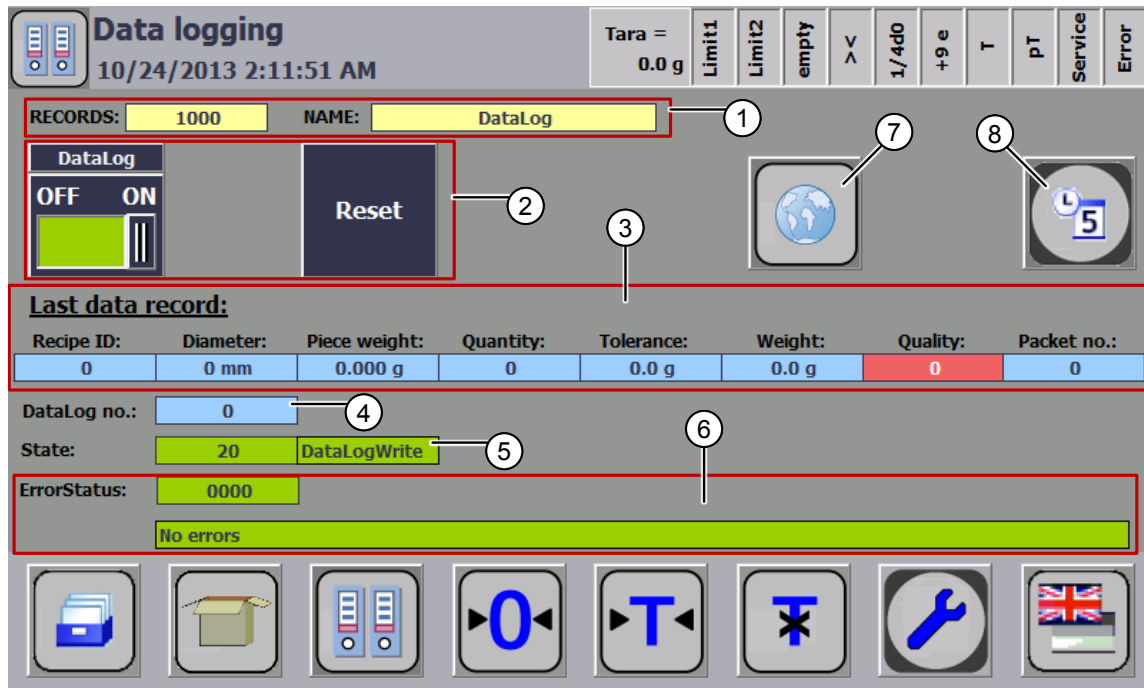 Data logging
10/24/2013 2:11:51 AM
Tara =
0.0 g
Limit1
Limit2
empty
><
1/4d0
+9 e
T
pT
Service
Error
RECORDS: 1000 NAME: DataLog
1
DataLog
OFF ON
Reset
2
7
8
L
5
3
Last data record:
Recipe ID: Diameter: Piece weight: Quantity: Tolerance: Weight: Quality: Packet no.:
0 0 mm 0.000 g 0 0.0 g 0.0 g 0 0
DataLog no.: 0
4
State: 20 DataLogWrite
5
6
ErrorStatus: 0000
No errors
0 T T